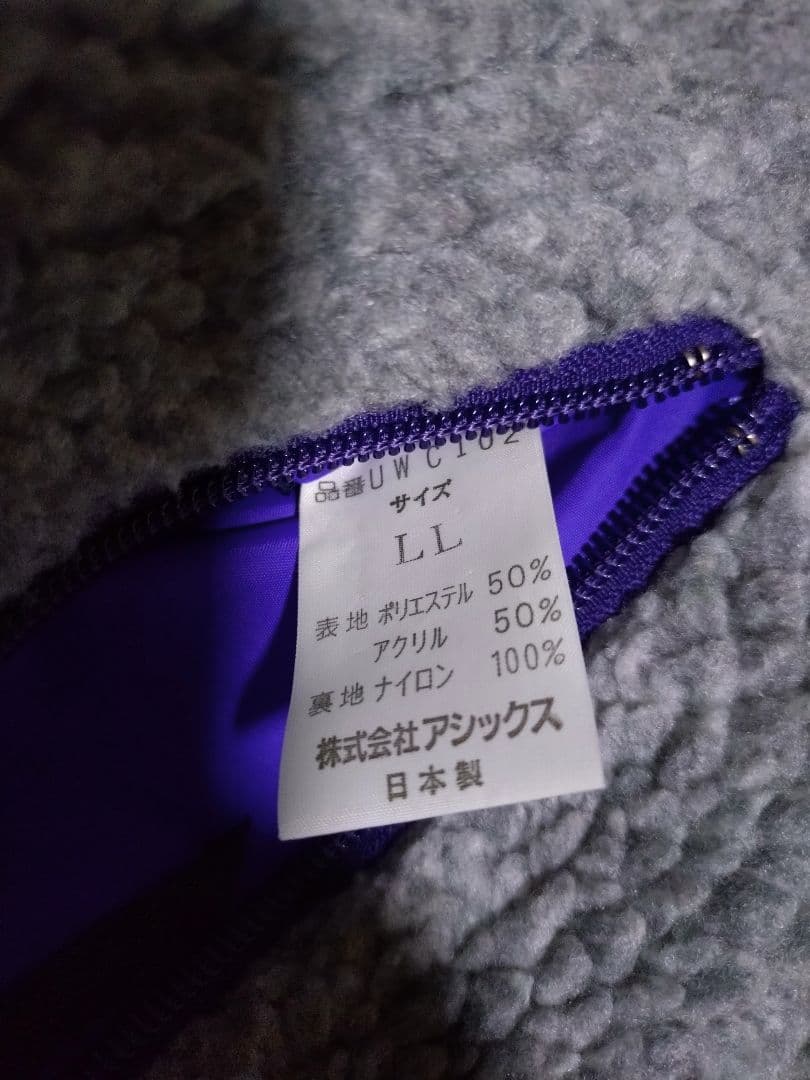 品番UWC102
サイズ
LL
表地 ポリエステル 50%
アクリル 50%
裏地 ナイロン 100%
株式会社アシックス
日本製